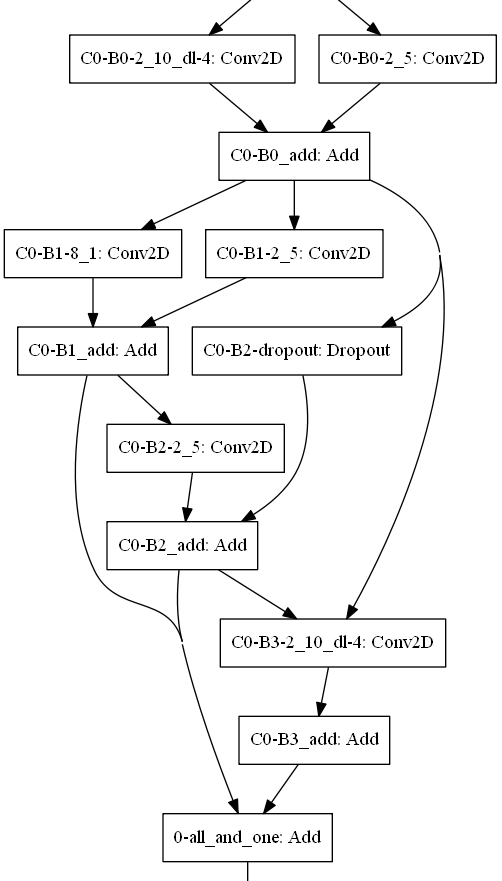 C0-B0-2_10_dl-4: Conv2D
C0-B0-2_5: Conv2D
C0-B0_add: Add
C0-B1-8_1: Conv2D
C0-B1-2_5: Conv2D
C0-B1_add: Add
C0-B2-dropout: Dropout
C0-B2-2_5: Conv2D
C0-B2_add: Add
C0-B3-2_10_dl-4: Conv2D
C0-B3_add: Add
0-all_and_one: Add